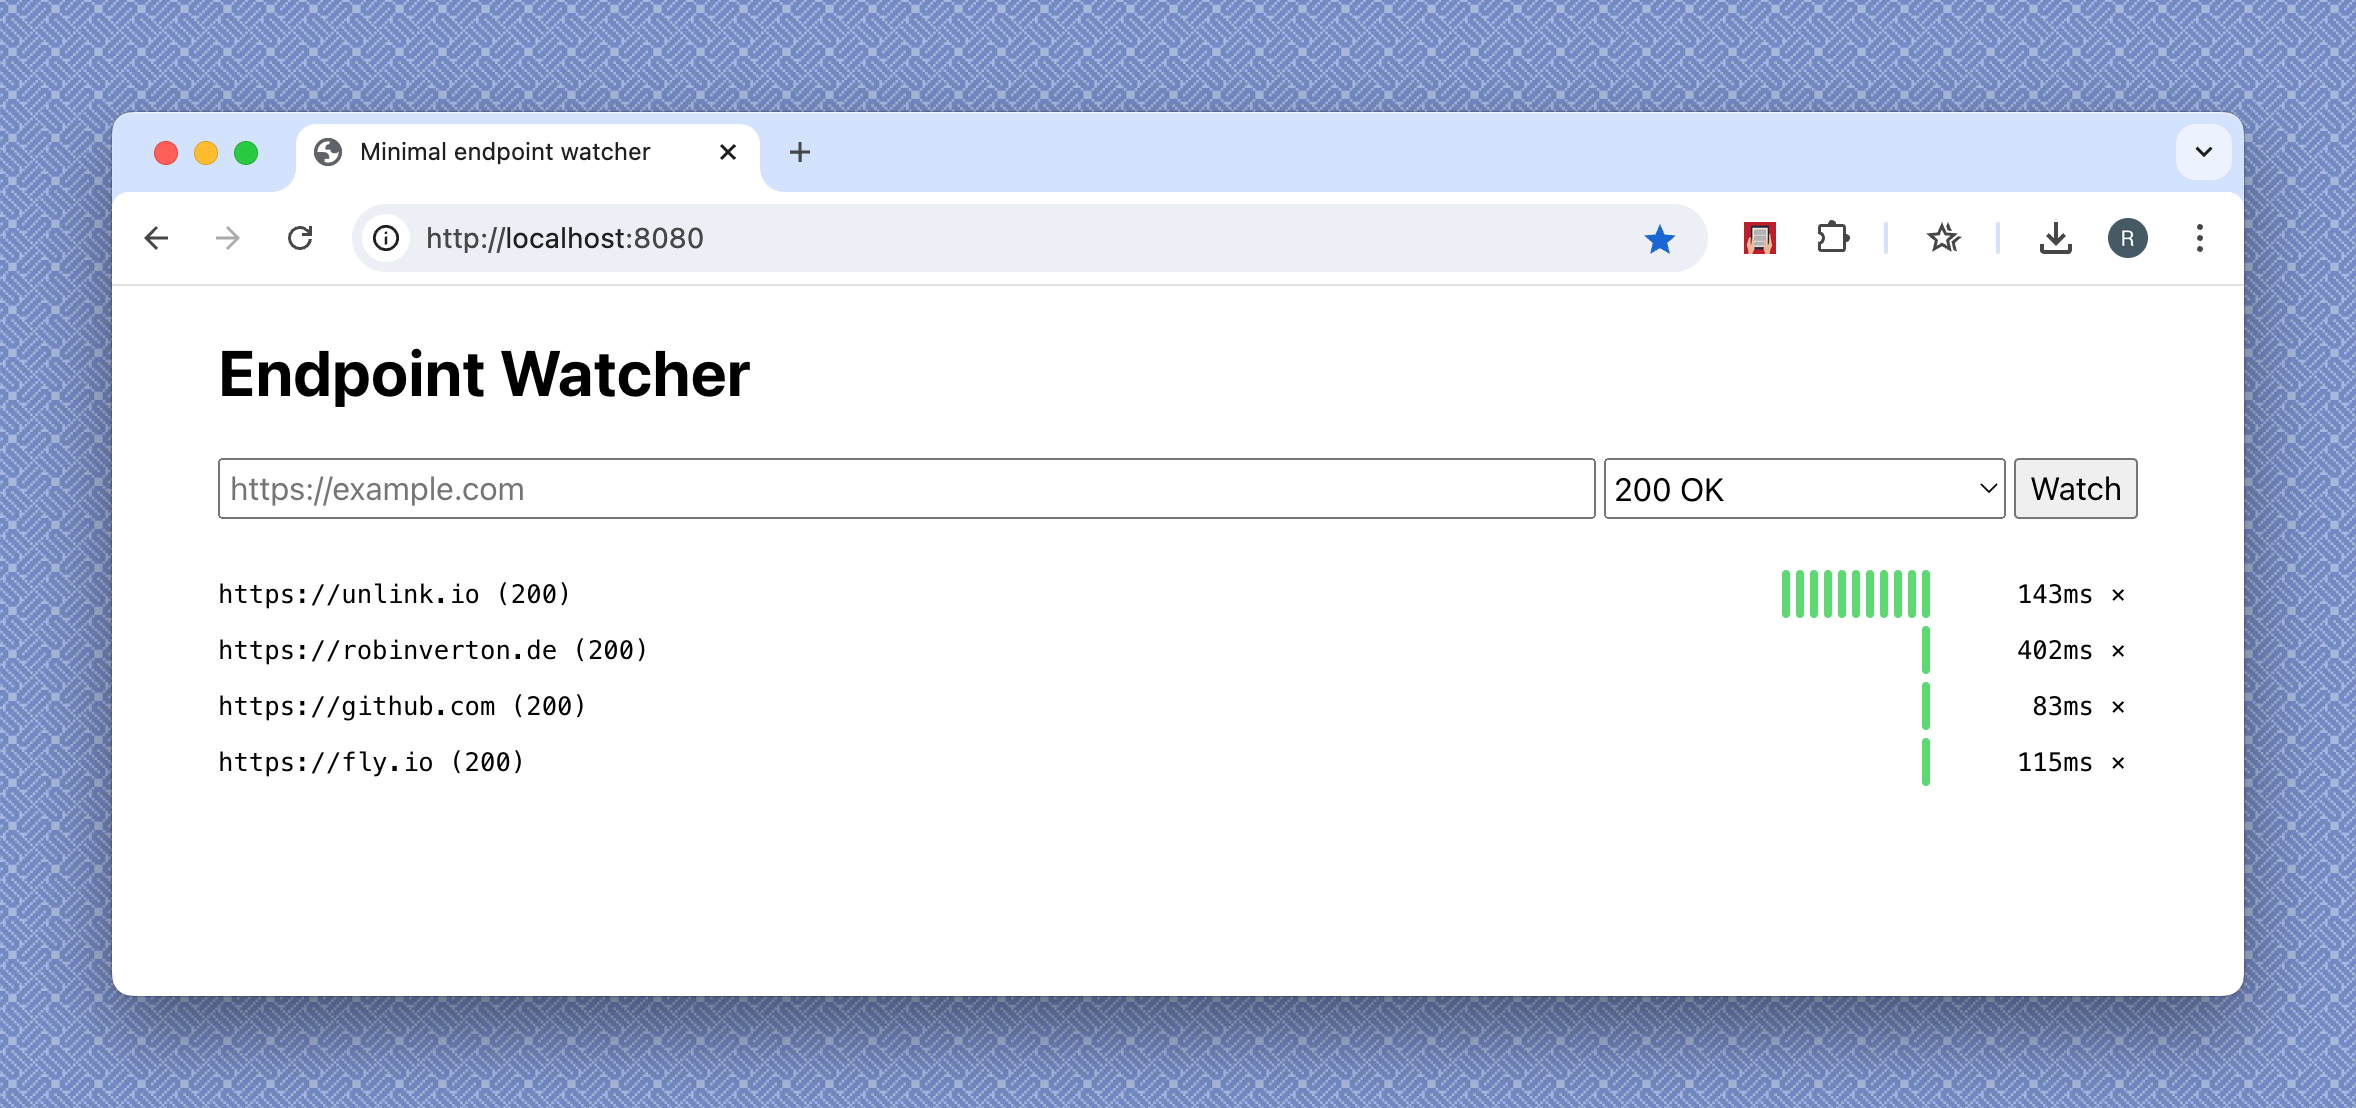 Minimal endpoint watcher
http://localhost:8080
R
Endpoint Watcher
https://example.com
200 OK
Watch
https://unlink.io (200) 143ms ×
https://robinverton.de (200) 402ms ×
https://github.com (200) 83ms ×
https://fly.io (200) 115ms ×